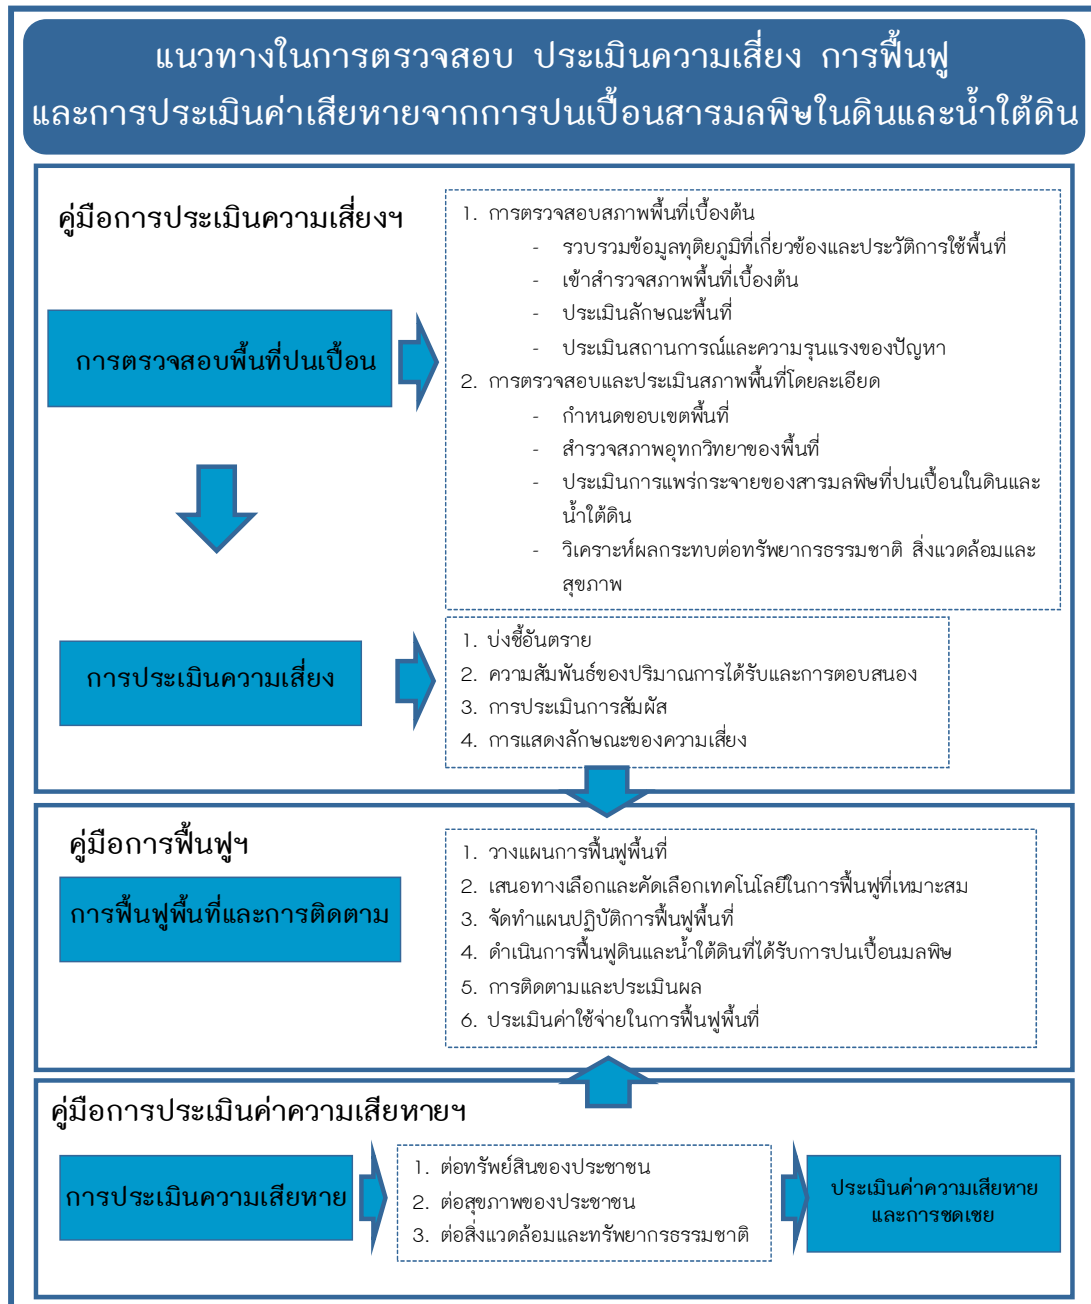 แนวทางในการตรวจสอบ ประเมินความเสี่ยง การฟื้นฟู
และการประเมินค่าเสียหายจากการปนเปื้อนสารมลพิษในดินและน้ำใต้ดิน
คู่มือการประเมินความเสี่ยงฯ
การตรวจสอบพื้นที่ปนเปื้อน
1. การตรวจสอบสภาพพื้นที่เบื้องต้น
- รวบรวมข้อมูลทุติยภูมิที่เกี่ยวข้องและประวัติการใช้พื้นที่
- เข้าสำรวจสภาพพื้นที่เบื้องต้น
- ประเมินลักษณะพื้นที่
- ประเมินสถานการณ์และความรุนแรงของปัญหา
2. การตรวจสอบและประเมินสภาพพื้นที่โดยละเอียด
- กำหนดขอบเขตพื้นที่
- สำรวจสภาพอุทกวิทยาของพื้นที่
- ประเมินการแพร่กระจายของสารมลพิษที่ปนเปื้อนในดินและ
น้ำใต้ดิน
- วิเคราะห์ผลกระทบต่อทรัพยากรธรรมชาติ สิ่งแวดล้อมและ
สุขภาพ
การประเมินความเสี่ยง
1. บ่งชี้อันตราย
2. ความสัมพันธ์ของปริมาณการได้รับและการตอบสนอง
3. การประเมินการสัมผัส
4. การแสดงลักษณะของความเสี่ยง
คู่มือการฟื้นฟูฯ
การฟื้นฟูพื้นที่และการติดตาม
1. วางแผนการฟื้นฟูพื้นที่
2. เสนอทางเลือกและคัดเลือกเทคโนโลยีในการฟื้นฟูที่เหมาะสม
3. จัดทำแผนปฏิบัติการฟื้นฟูพื้นที่
4. ดำเนินการฟื้นฟูดินและน้ำใต้ดินที่ได้รับการปนเปื้อนมลพิษ
5. การติดตามและประเมินผล
6. ประเมินค่าใช้จ่ายในการฟื้นฟูพื้นที่
คู่มือการประเมินค่าความเสียหายฯ
การประเมินความเสียหาย
1. ต่อทรัพย์สินของประชาชน
2. ต่อสุขภาพของประชาชน
3. ต่อสิ่งแวดล้อมและทรัพยากรธรรมชาติ
ประเมินค่าความเสียหาย
และการชดเชย